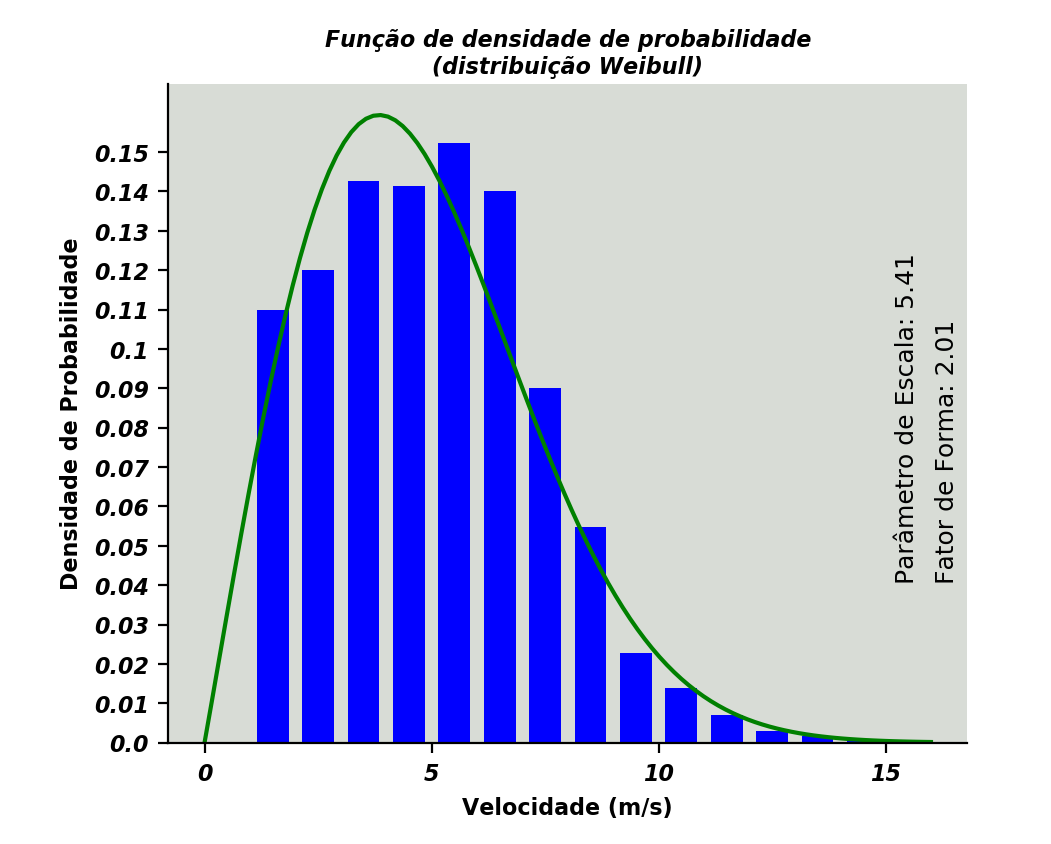 Função de densidade de probabilidade
(distribuição Weibull)
Densidade de Probabilidade
0.15
0.14
0.13
0.12
0.11
0.1
0.09
0.08
0.07
0.06
0.05
0.04
0.03
0.02
0.01
0.0
Parâmetro de Escala: 5.41
Fator de Forma: 2.01
0 5 10 15
Velocidade (m/s)